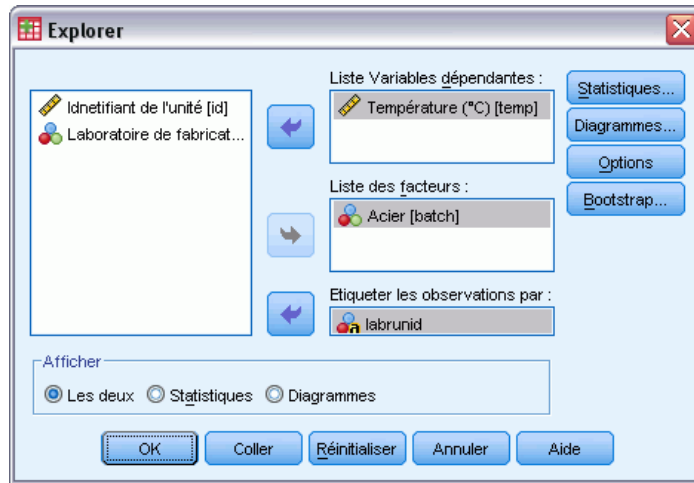 Explorer
Idnetifiant de l'unité [id]
Laboratoire de fabricat...
Liste Variables dépendantes :
Température (°C) [temp]
Liste des facteurs :
Acier [batch]
Etiqueter les observations par :
a labrunid
Statistiques...
Diagrammes...
Options
Bootstrap...
Afficher
Les deux Statistiques Diagrammes
OK Coller Réinitialiser Annuler Aide